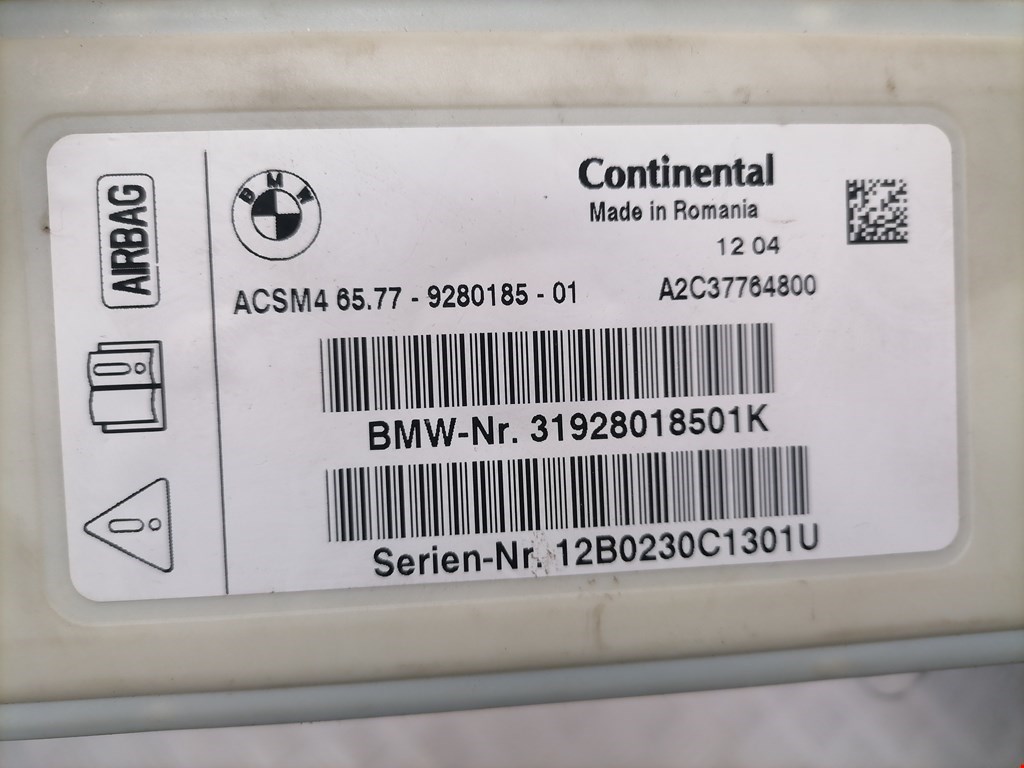 AIRBAG
BMW
Continental
Made in Romania
12 04
ACSM4 65.77 - 9280185 - 01
A2C37764800
BMW-Nr. 31928018501K
Serien-Nr. 12B0230C1301U